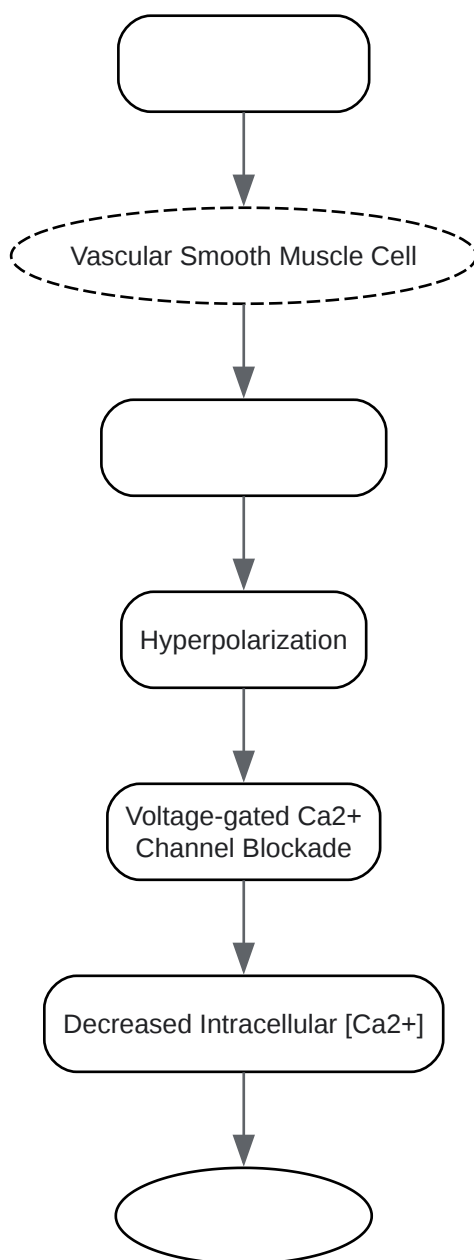 Vascular Smooth Muscle Cell
Hyperpolarization
Voltage-gated Ca2+
Channel Blockade
Decreased Intracellular [Ca2+]